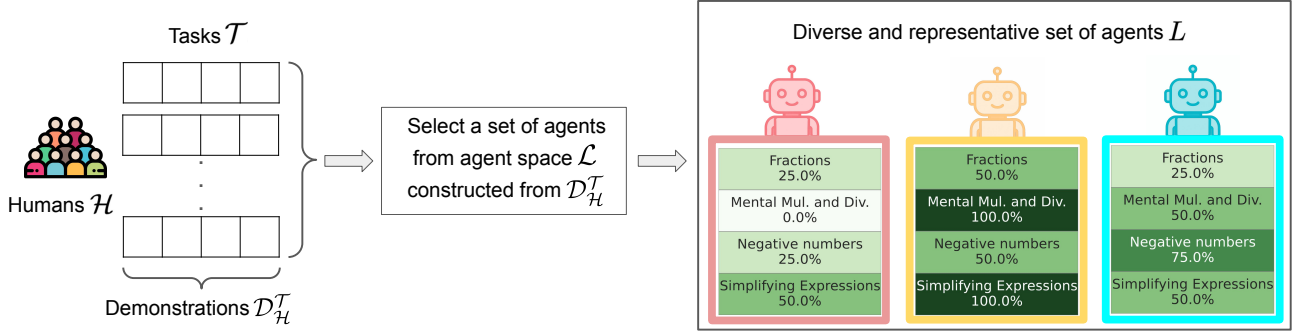 Tasks 𝒯
Humans ℋ
.
.
.
Demonstrations 𝒟_ℋ^𝒯
Select a set of agents
from agent space ℒ
constructed from 𝒟_ℋ^𝒯
Diverse and representative set of agents L
Fractions
25.0%
Mental Mul. and Div.
0.0%
Negative numbers
25.0%
Simplifying Expressions
50.0%
Fractions
50.0%
Mental Mul. and Div.
100.0%
Negative numbers
50.0%
Simplifying Expressions
100.0%
Fractions
25.0%
Mental Mul. and Div.
50.0%
Negative numbers
75.0%
Simplifying Expressions
50.0%